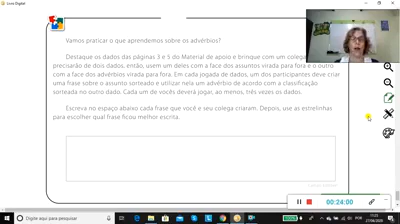 Livro Digital
Vamos praticar o que aprendemos sobre os advérbios?
Destaque os dados das páginas 3 e 5 do Material de apoio e brinque com um colega
precisarão de dois dados, então, usem um deles com a face dos assuntos virada para fora e o outro
com a face dos advérbios virada para fora. Em cada jogada de dados, um dos participantes deve criar
uma frase sobre o assunto sorteado e utilizar nela um advérbio de acordo com a classificação
sorteada no outro dado. Cada um de vocês deverá jogar, ao menos, três vezes os dados.
Escreva no espaço abaixo cada frase que você e seu colega criaram. Depois, use as estrelinhas
para escolher qual frase ficou melhor escrita.
00:24:00
Digite aqui para pesquisar
POR
11:23
27/04/2020